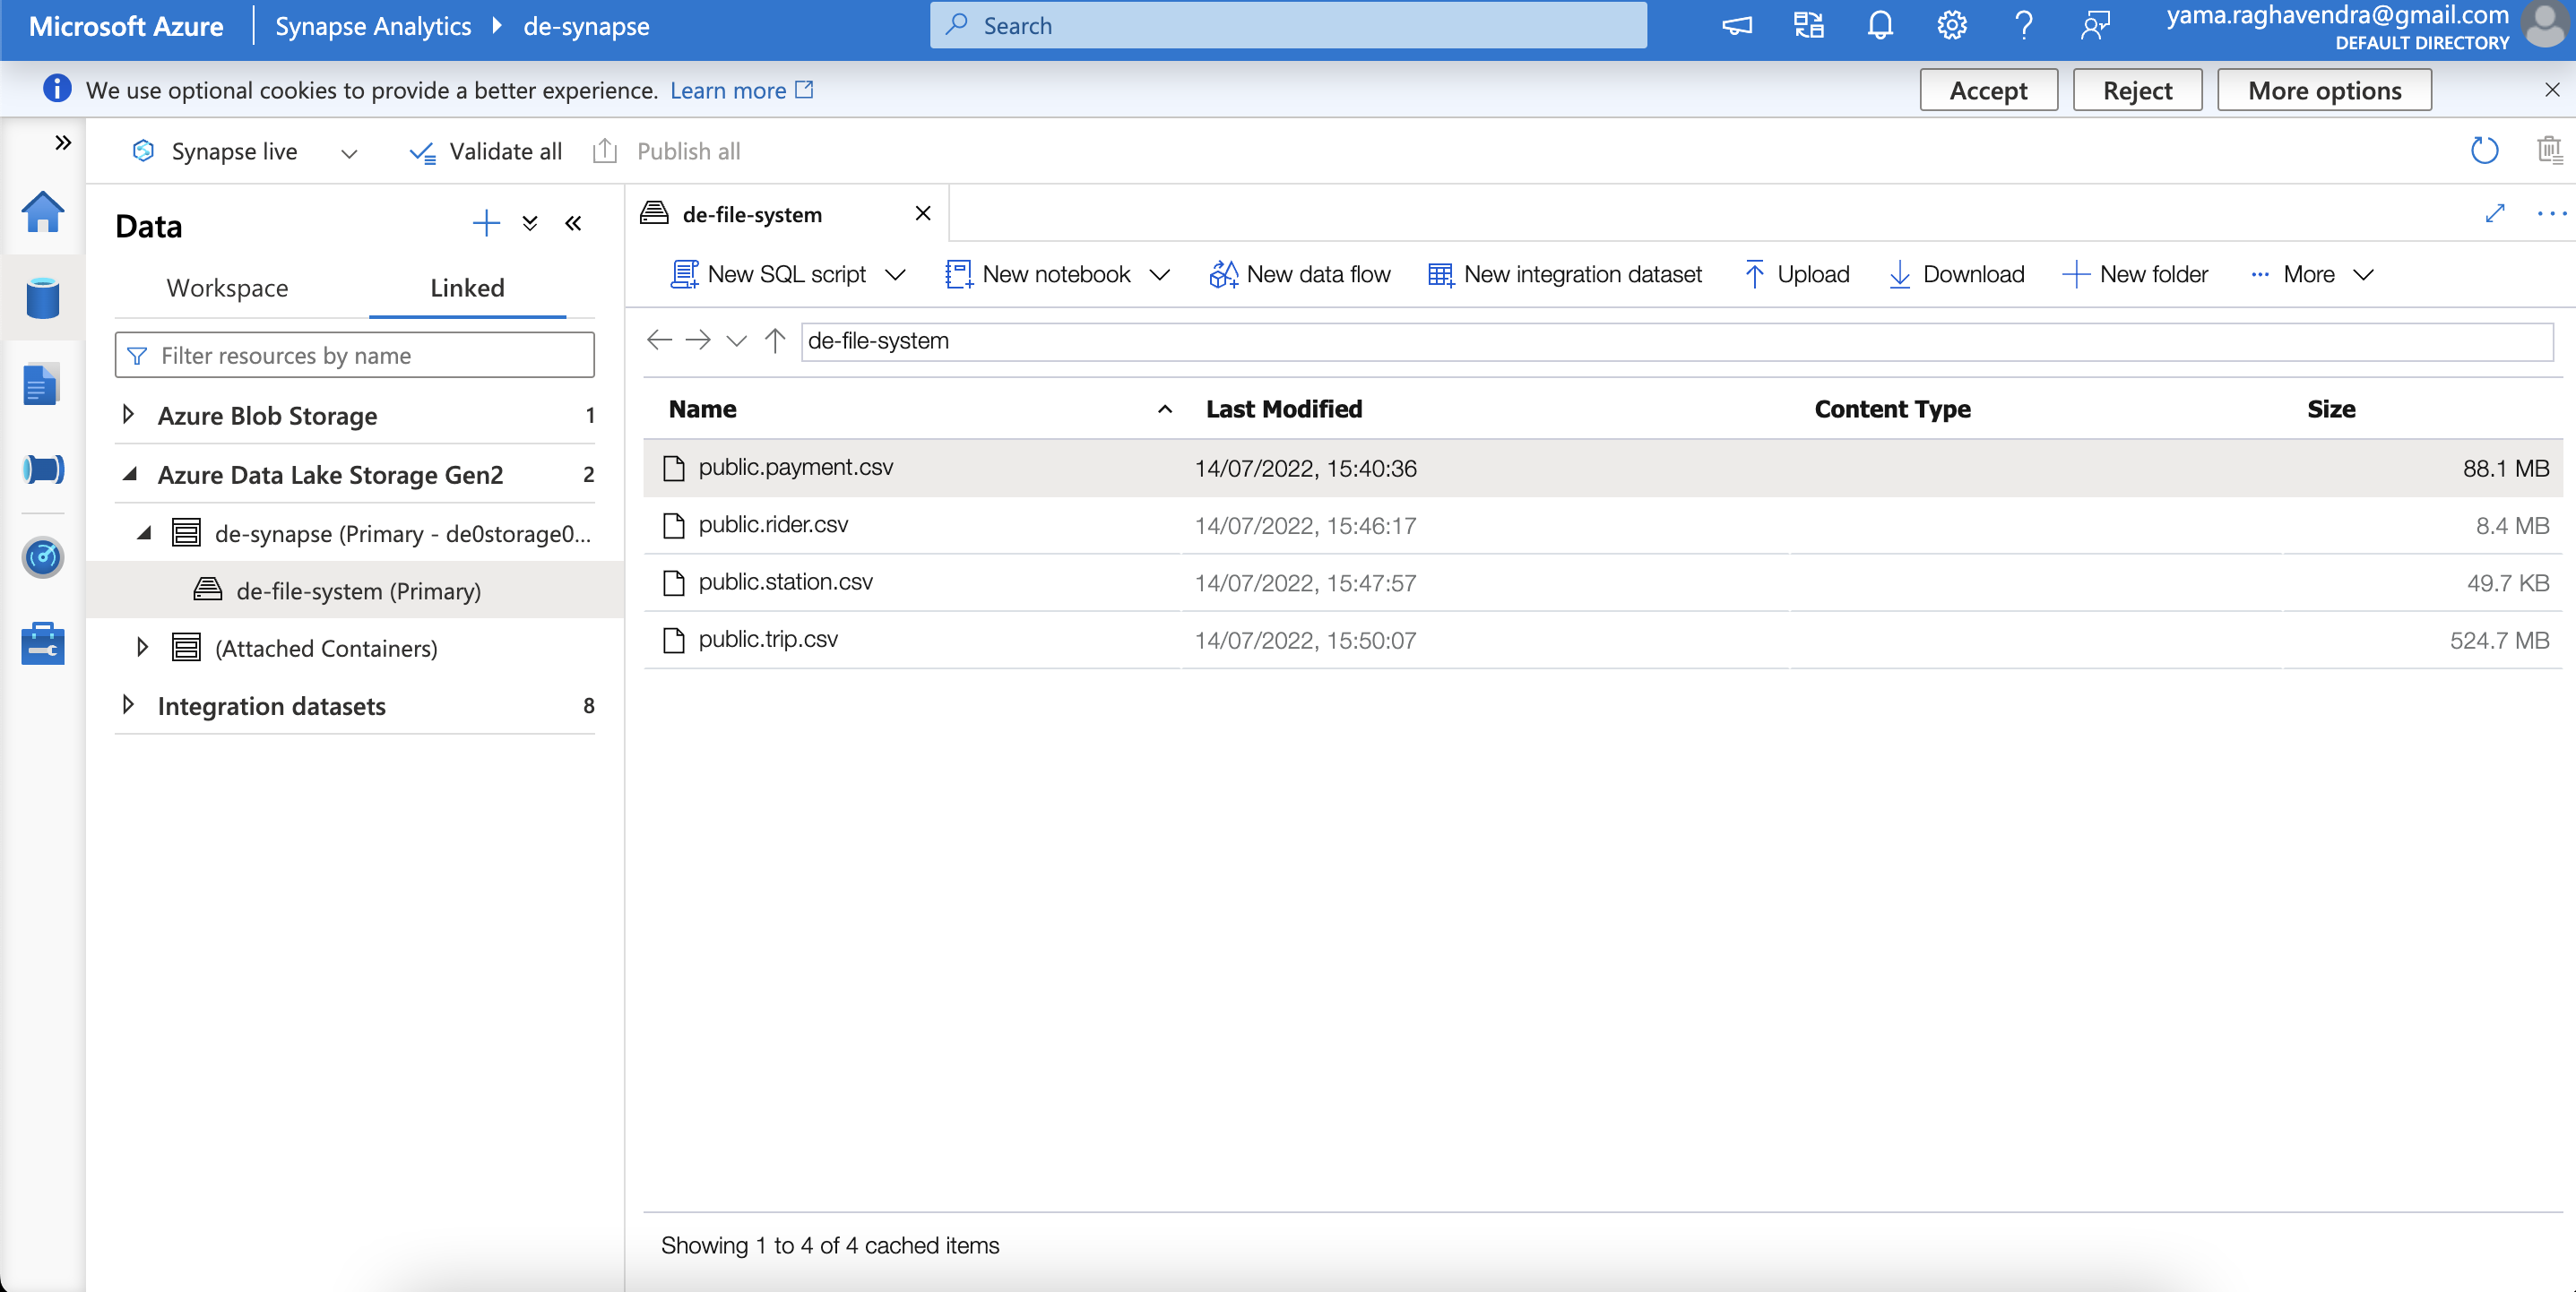 Microsoft Azure
Synapse Analytics
de-synapse
Search
yama.raghavendra@gmail.com
DEFAULT DIRECTORY
We use optional cookies to provide a better experience. Learn more
Accept
Reject
More options
Synapse live
Validate all
Publish all
Data
Workspace
Linked
Filter resources by name
Azure Blob Storage 1
Azure Data Lake Storage Gen2 2
de-synapse (Primary - de0storage0...
de-file-system (Primary)
(Attached Containers)
Integration datasets 8
de-file-system
New SQL script
New notebook
New data flow
New integration dataset
Upload
Download
New folder
More
de-file-system
Name Last Modified Content Type Size
public.payment.csv 14/07/2022, 15:40:36 88.1 MB
public.rider.csv 14/07/2022, 15:46:17 8.4 MB
public.station.csv 14/07/2022, 15:47:57 49.7 KB
public.trip.csv 14/07/2022, 15:50:07 524.7 MB
Showing 1 to 4 of 4 cached items